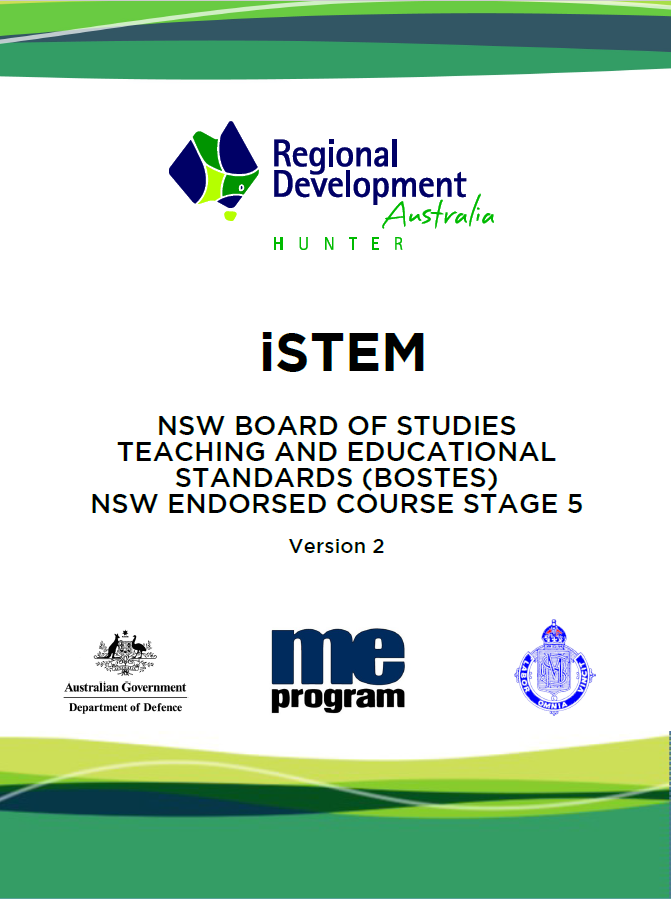 Regional
Development
Australia
HUNTER
iSTEM
NSW BOARD OF STUDIES
TEACHING AND EDUCATIONAL
STANDARDS (BOSTES)
NSW ENDORSED COURSE STAGE 5
Version 2
Australian Government
Department of Defence
me
program
LABOR
OMNIA
VINCIT